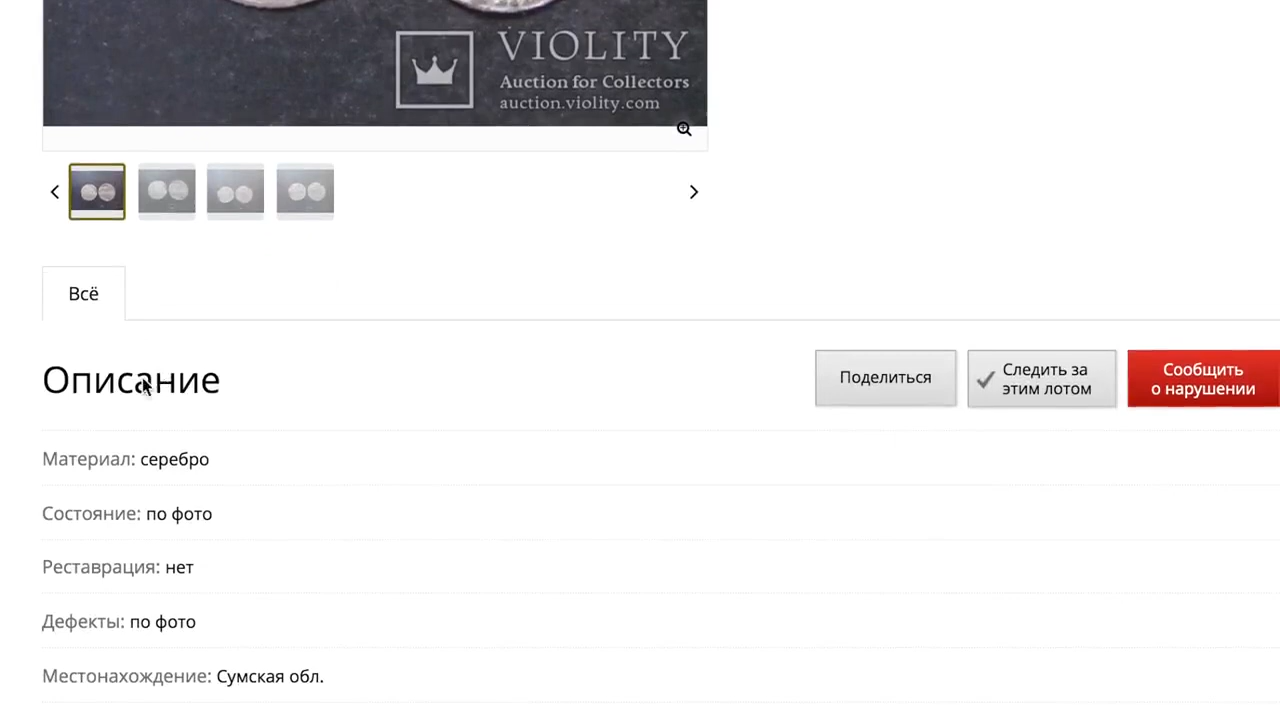 VIOLITY
Auction for Collectors
auction.violity.com
Всё
Описание
Поделиться
Следить за
этим лотом
Сообщить
о нарушении
Материал: серебро
Состояние: по фото
Реставрация: нет
Дефекты: по фото
Местонахождение: Сумская обл.